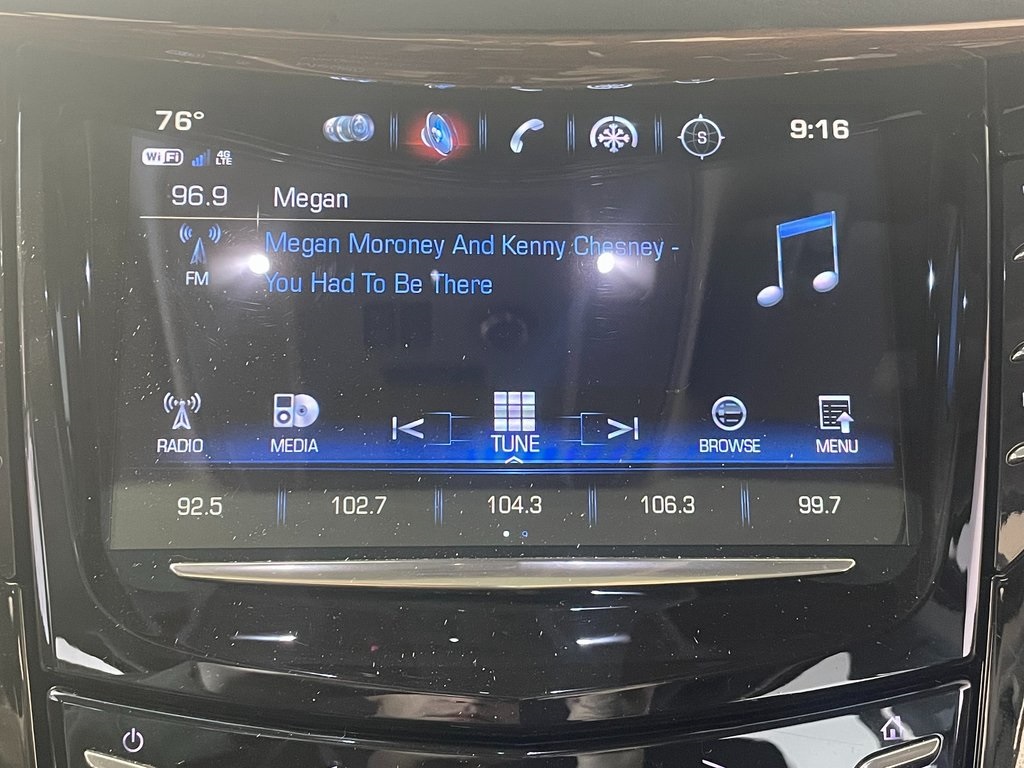 76° 9:16
WiFi 4G LTE
96.9 Megan
FM
Megan Moroney And Kenny Chesney -
You Had To Be There
S
RADIO MEDIA TUNE BROWSE MENU
92.5 102.7 104.3 106.3 99.7